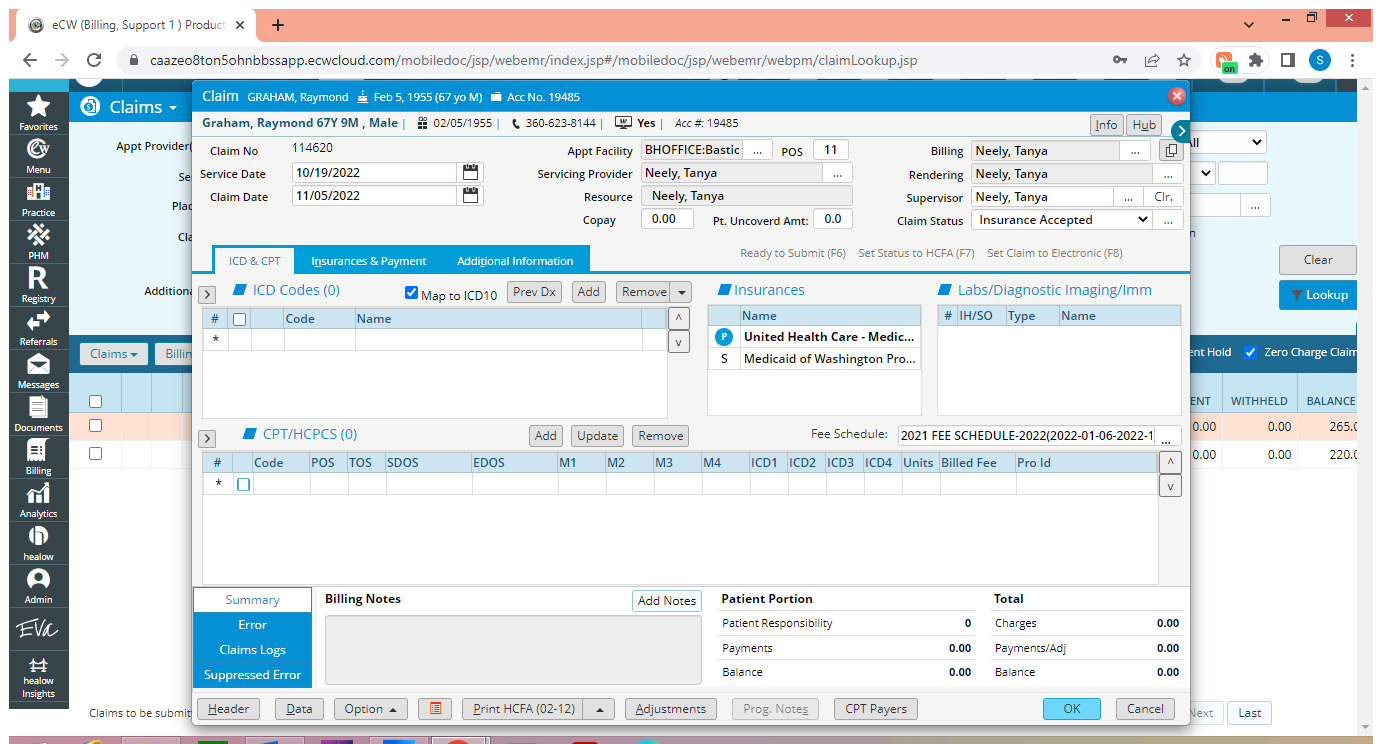 eCW (Billing, Support 1 ) Product
caazeo8ton5ohnbbssapp.ecwcloud.com/mobiledoc/jsp/webemr/index.jsp#/mobiledoc/jsp/webemr/webpm/claimLookup.jsp
on
S
Favorites
Menu
Practice
PHM
R
Registry
Referrals
Messages
Documents
Billing
Analytics
healow
Admin
EVA
healow
Insights
Claims
Appt Provider(
Se
Plac
Cla
Additiona
Claims
Billin
Claims to be submit
Claim GRAHAM, Raymond Feb 5, 1955 (67 yo M) Acc No. 19485
Graham, Raymond 67Y 9M , Male | 02/05/1955 | 360-623-8144 | Yes | Acc #: 19485
Info Hub
Claim No 114620
Service Date 10/19/2022
Claim Date 11/05/2022
Appt Facility BHOFFICE:Bastic ... POS 11
Servicing Provider Neely, Tanya ...
Resource Neely, Tanya
Copay 0.00 Pt. Uncoverd Amt: 0.0
Billing Neely, Tanya ...
Rendering Neely, Tanya ...
Supervisor Neely, Tanya ... Clr.
Claim Status Insurance Accepted ...
ICD & CPT Insurances & Payment Additional Information
Ready to Submit (F6) Set Status to HCFA (F7) Set Claim to Electronic (F8)
ICD Codes (0) Map to ICD10 Prev Dx Add Remove
# Code Name
*
Insurances
Name
P United Health Care - Medic...
S Medicaid of Washington Pro...
Labs/Diagnostic Imaging/Imm
# IH/SO Type Name
CPT/HCPCS (0) Add Update Remove
Fee Schedule: 2021 FEE SCHEDULE-2022(2022-01-06-2022-1 ...
# Code POS TOS SDOS EDOS M1 M2 M3 M4 ICD1 ICD2 ICD3 ICD4 Units Billed Fee Pro Id
*
Summary
Error
Claims Logs
Suppressed Error
Billing Notes Add Notes
Patient Portion
Patient Responsibility 0
Payments 0.00
Balance 0.00
Total
Charges 0.00
Payments/Adj 0.00
Balance 0.00
Header Data Option Print HCFA (02-12) Adjustments Prog. Notes CPT Payers OK Cancel
All
...
n
Clear
Lookup
ent Hold Zero Charge Claim
ENT WITHHELD BALANCE
0.00 0.00 265.0
0.00 0.00 220.0
Next Last